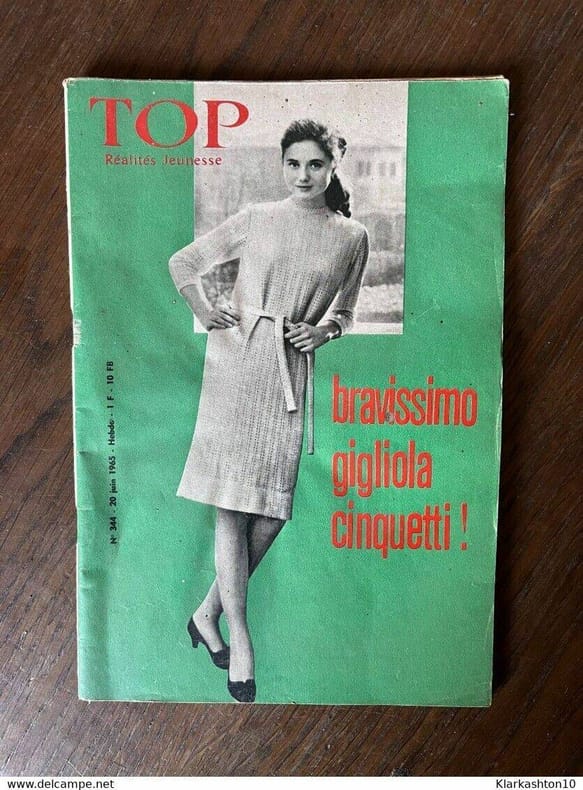 TOP
Réalités Jeunesse
bravissimo
gigliola
cinquetti !
N° 344 - 20 juin 1965 - Hebdo - 1 F - 10 FB
www.delcampe.net
Klarkashton10